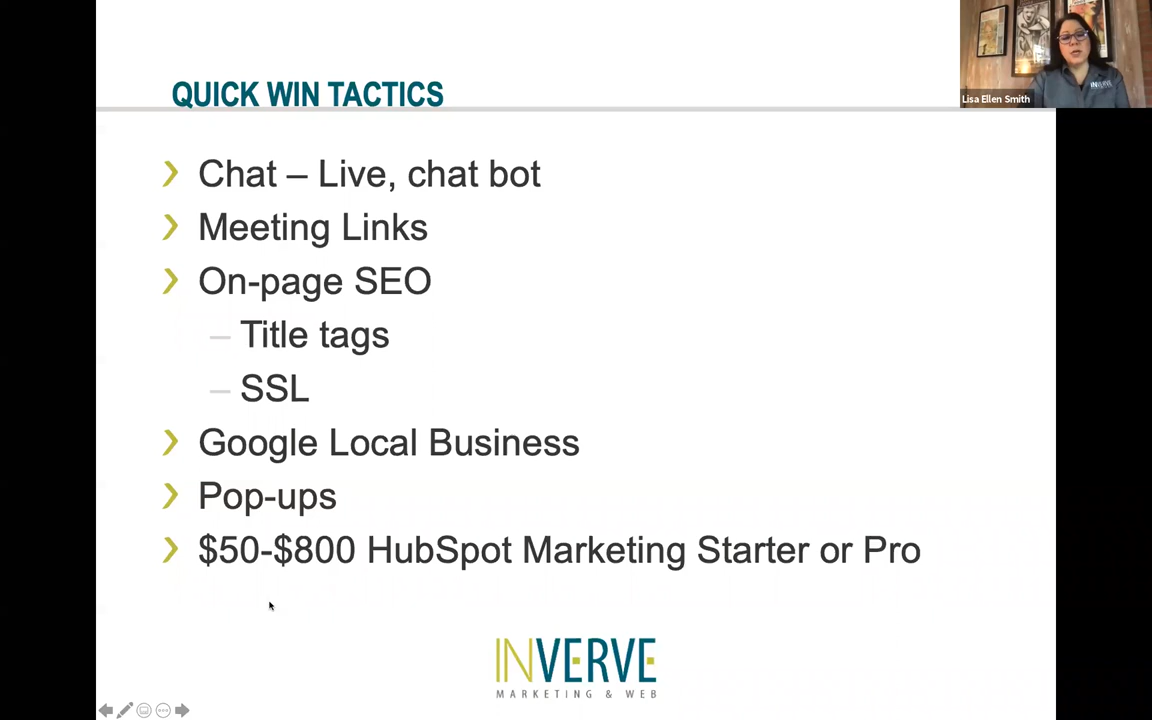 QUICK WIN TACTICS
Lisa Ellen Smith
INVERVE
› Chat – Live, chat bot
› Meeting Links
› On-page SEO
– Title tags
– SSL
› Google Local Business
› Pop-ups
› $50-$800 HubSpot Marketing Starter or Pro
INVERVE
MARKETING & WEB